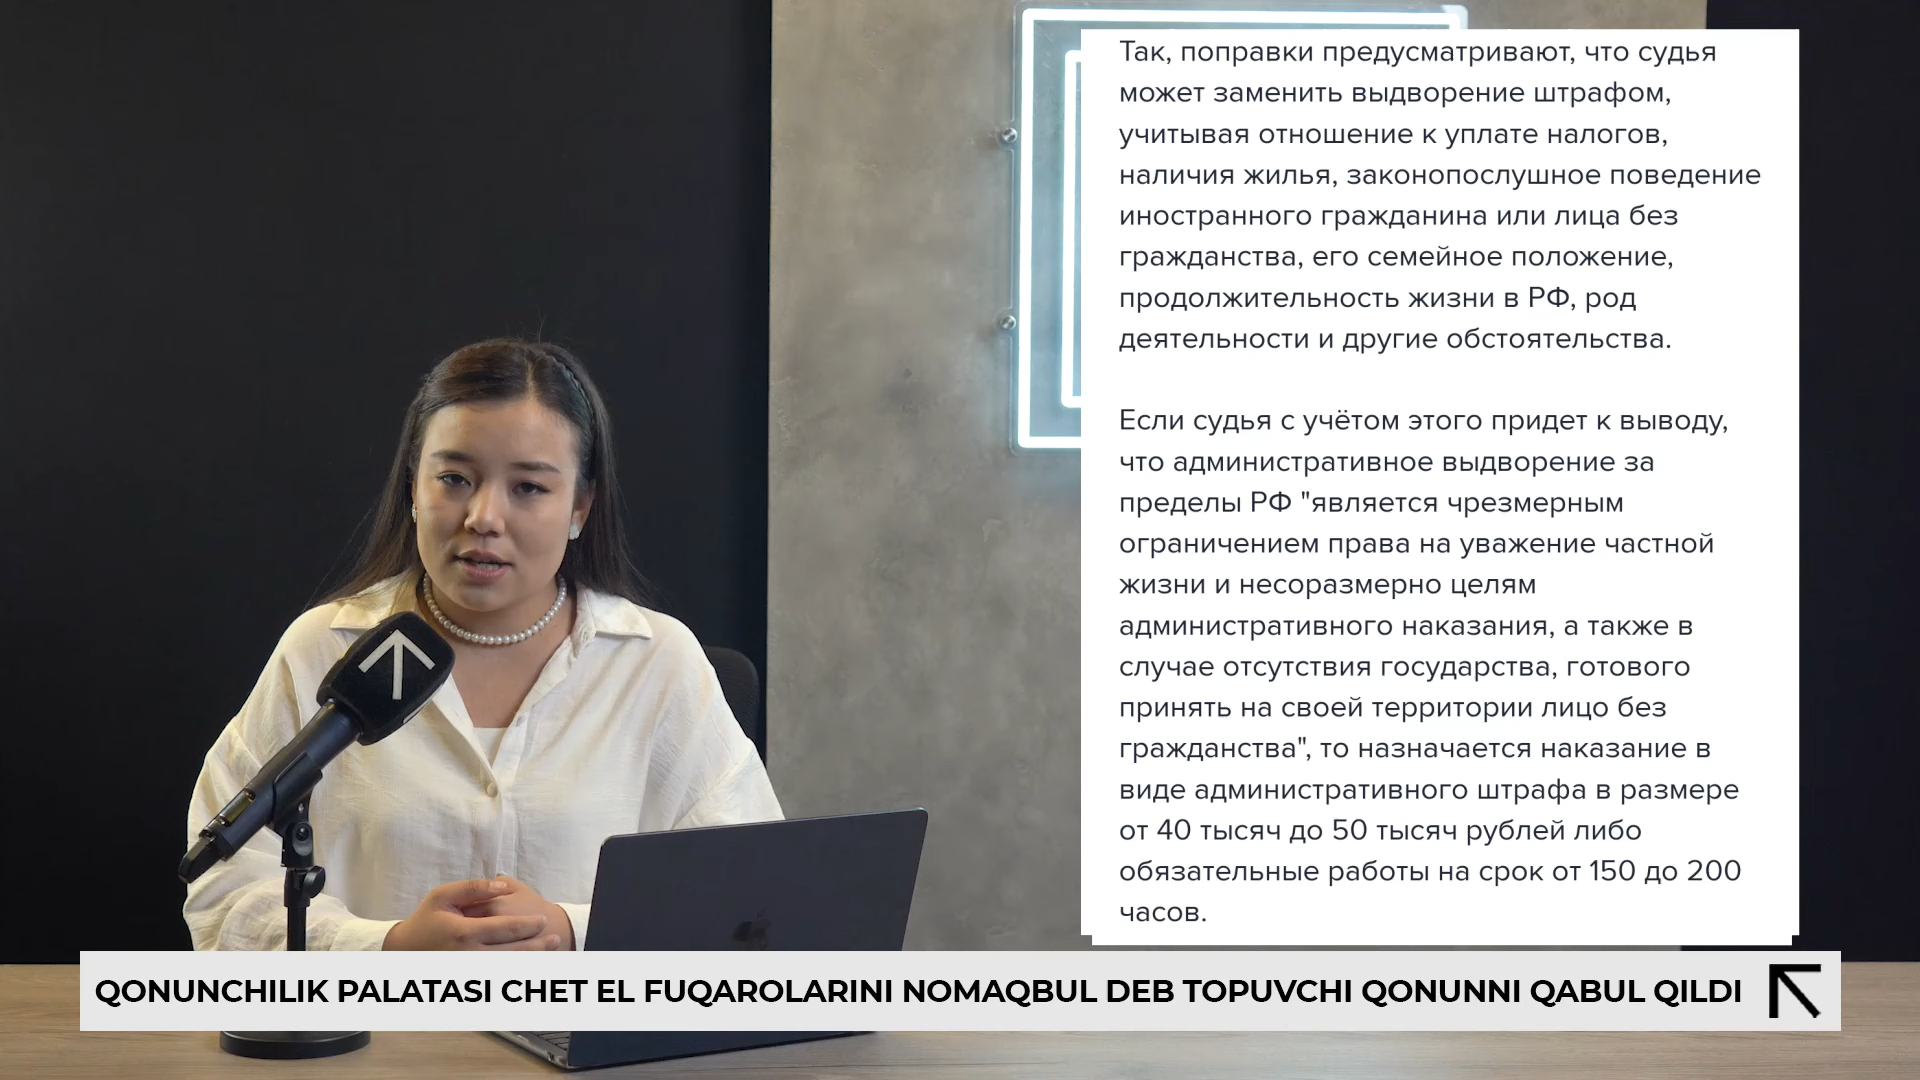 Так, поправки предусматривают, что судья
может заменить выдворение штрафом,
учитывая отношение к уплате налогов,
наличия жилья, законопослушное поведение
иностранного гражданина или лица без
гражданства, его семейное положение,
продолжительность жизни в РФ, род
деятельности и другие обстоятельства.
Если судья с учётом этого придет к выводу,
что административное выдворение за
пределы РФ "является чрезмерным
ограничением права на уважение частной
жизни и несоразмерно целям
административного наказания, а также в
случае отсутствия государства, готового
принять на своей территории лицо без
гражданства", то назначается наказание в
виде административного штрафа в размере
от 40 тысяч до 50 тысяч рублей либо
обязательные работы на срок от 150 до 200
часов.
QONUNCHILIK PALATASI CHET EL FUQAROLARINI NOMAQBUL DEB TOPUVCHI QONUNNI QABUL QILDI